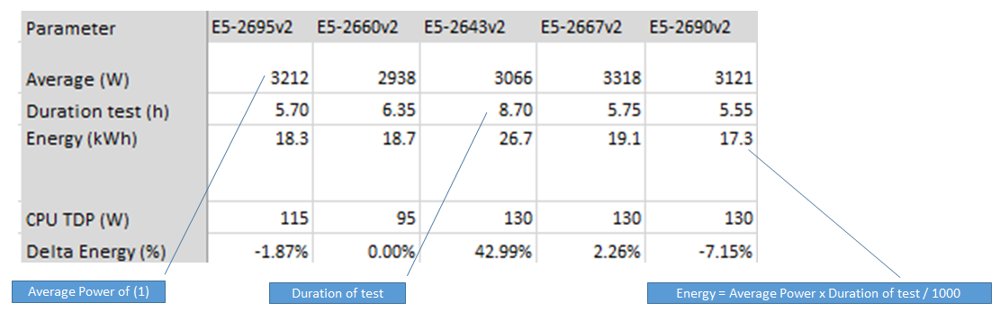 Parameter E5-2695v2 E5-2660v2 E5-2643v2 E5-2667v2 E5-2690v2
Average (W) 3212 2938 3066 3318 3121
Duration test (h) 5.70 6.35 8.70 5.75 5.55
Energy (kWh) 18.3 18.7 26.7 19.1 17.3
CPU TDP (W) 115 95 130 130 130
Delta Energy (%) -1.87% 0.00% 42.99% 2.26% -7.15%
Average Power of (1) Duration of test Energy = Average Power x Duration of test / 1000